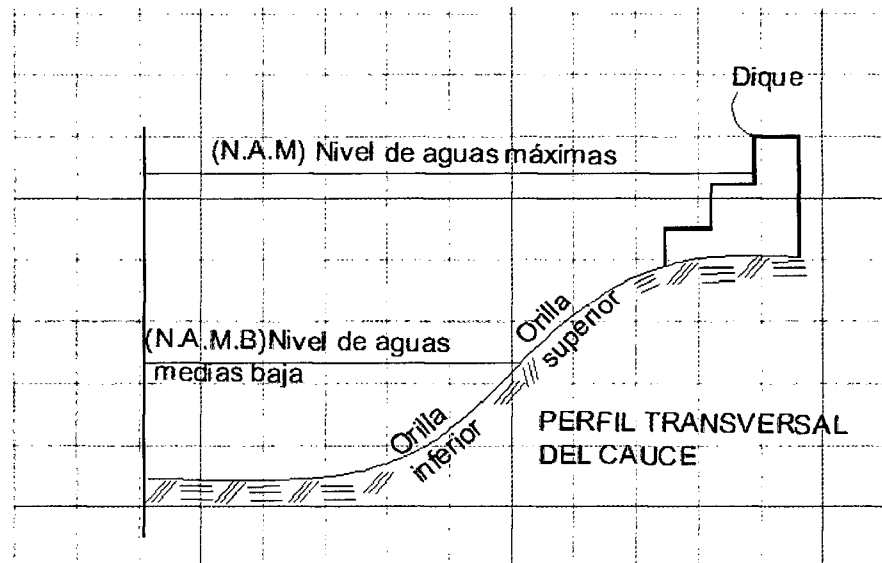 Dique
(N.A.M) Nivel de aguas máximas
(N.A.M.B)Nivel de aguas
medias baja
Orilla
superior
Orilla
inferior
PERFIL TRANSVERSAL
DEL CAUCE